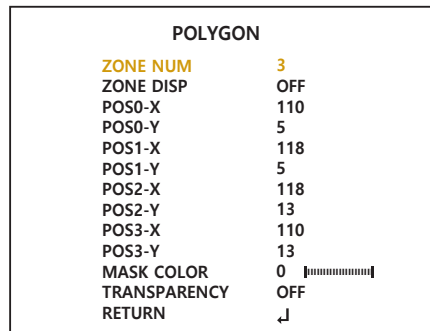 POLYGON
ZONE NUM 3
ZONE DISP OFF
POS0-X 110
POS0-Y 5
POS1-X 118
POS1-Y 5
POS2-X 118
POS2-Y 13
POS3-X 110
POS3-Y 13
MASK COLOR 0
TRANSPARENCY OFF
RETURN ↲